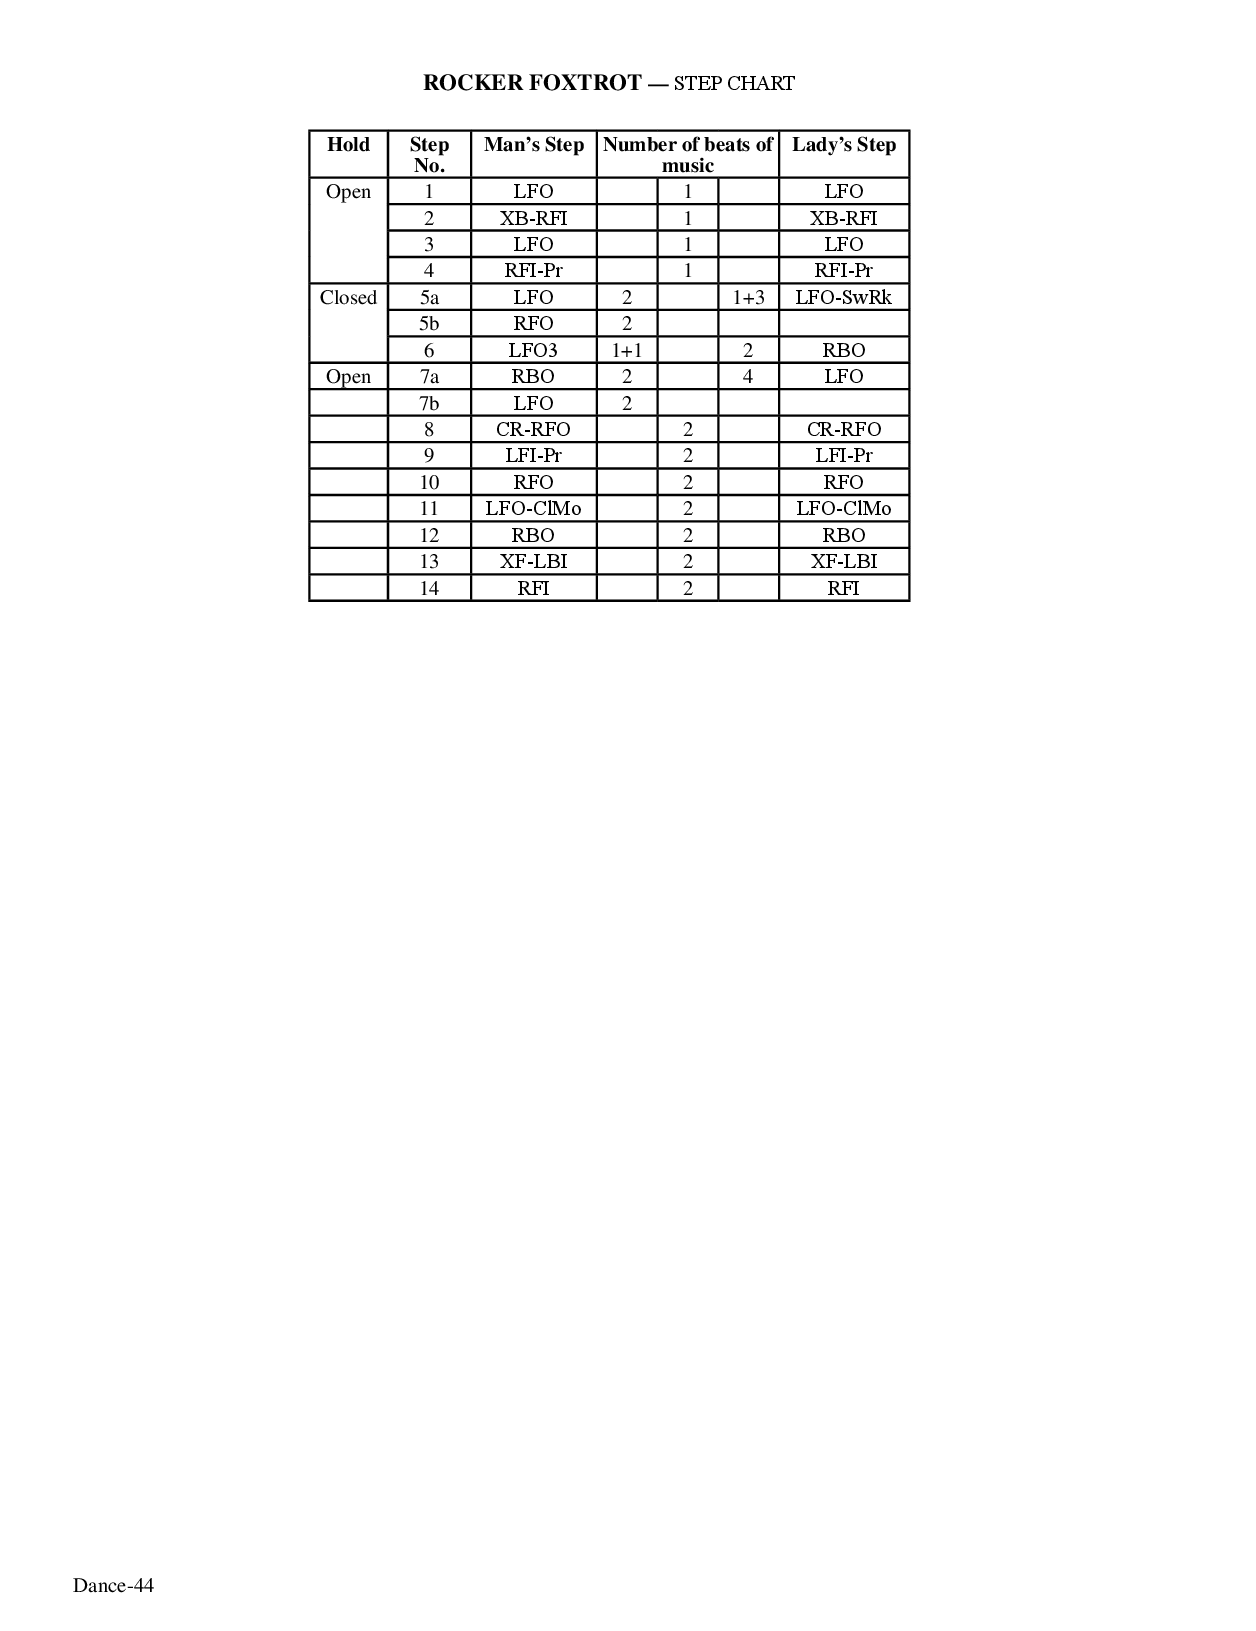 ROCKER FOXTROT — STEP CHART
Hold Step No. Man's Step Number of beats of music Lady's Step
Open 1 LFO 1 LFO
2 XB-RFI 1 XB-RFI
3 LFO 1 LFO
4 RFI-Pr 1 RFI-Pr
Closed 5a LFO 2 1+3 LFO-SwRk
5b RFO 2
6 LFO3 1+1 2 RBO
Open 7a RBO 2 4 LFO
7b LFO 2
8 CR-RFO 2 CR-RFO
9 LFI-Pr 2 LFI-Pr
10 RFO 2 RFO
11 LFO-ClMo 2 LFO-ClMo
12 RBO 2 RBO
13 XF-LBI 2 XF-LBI
14 RFI 2 RFI
Dance-44